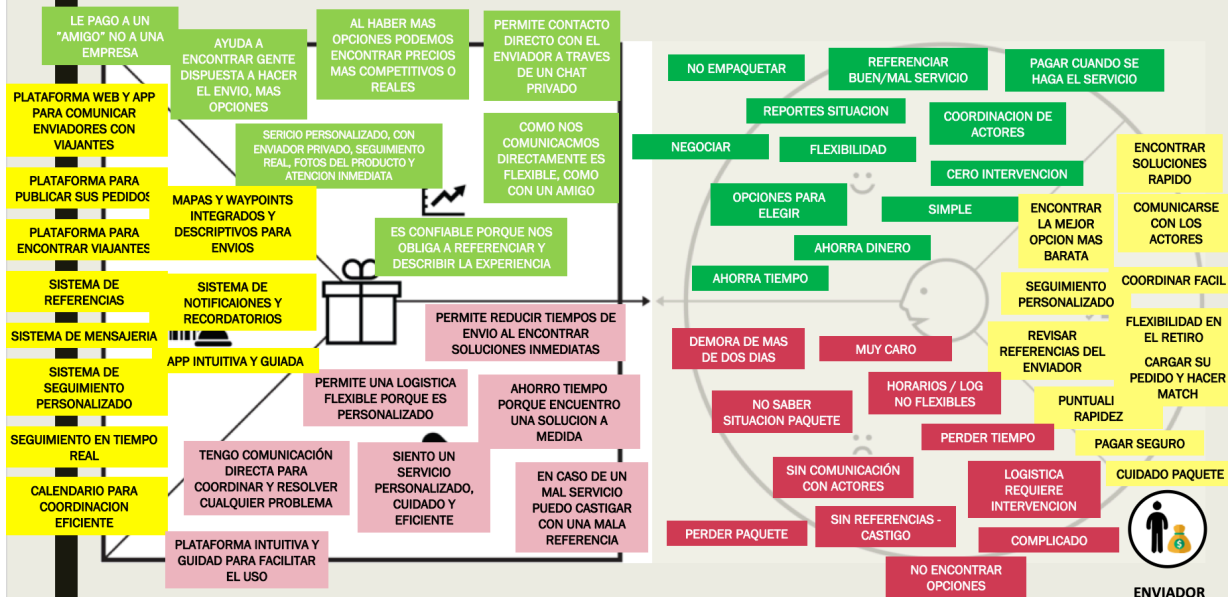 LE PAGO A UN
"AMIGO" NO A UNA
EMPRESA
AYUDA A
ENCONTRAR GENTE
DISPUESTA A HACER
EL ENVIO, MAS
OPCIONES
AL HABER MAS
OPCIONES PODEMOS
ENCONTRAR PRECIOS
MAS COMPETITIVOS O
REALES
PERMITE CONTACTO
DIRECTO CON EL
ENVIADOR A TRAVES
DE UN CHAT
PRIVADO
SERICIO PERSONALIZADO, CON
ENVIADOR PRIVADO, SEGUIMIENTO
REAL, FOTOS DEL PRODUCTO Y
ATENCION INMEDIATA
COMO NOS
COMUNICACMOS
DIRECTAMENTE ES
FLEXIBLE, COMO
CON UN AMIGO
ES CONFIABLE PORQUE NOS
OBLIGA A REFERENCIAR Y
DESCRIBIR LA EXPERIENCIA
PLATAFORMA WEB Y APP
PARA COMUNICAR
ENVIADORES CON
VIAJANTES
PLATAFORMA PARA
PUBLICAR SUS PEDIDOS
PLATAFORMA PARA
ENCONTRAR VIAJANTES
SISTEMA DE
REFERENCIAS
SISTEMA DE MENSAJERIA
SISTEMA DE
SEGUIMIENTO
PERSONALIZADO
SEGUIMIENTO EN TIEMPO
REAL
CALENDARIO PARA
COORDINACION
EFICIENTE
MAPAS Y WAYPOINTS
INTEGRADOS Y
DESCRIPTIVOS PARA
ENVIOS
SISTEMA DE
NOTIFICAIONES Y
RECORDATORIOS
APP INTUITIVA Y GUIADA
PERMITE REDUCIR TIEMPOS DE
ENVIO AL ENCONTRAR
SOLUCIONES INMEDIATAS
PERMITE UNA LOGISTICA
FLEXIBLE PORQUE ES
PERSONALIZADO
AHORRO TIEMPO
PORQUE ENCUENTRO
UNA SOLUCION A
MEDIDA
TENGO COMUNICACIÓN
DIRECTA PARA
COORDINAR Y RESOLVER
CUALQUIER PROBLEMA
SIENTO UN
SERVICIO
PERSONALIZADO,
CUIDADO Y
EFICIENTE
EN CASO DE UN
MAL SERVICIO
PUEDO CASTIGAR
CON UNA MALA
REFERENCIA
PLATAFORMA INTUITIVA Y
GUIDAD PARA FACILITAR
EL USO
NO EMPAQUETAR
REFERENCIAR
BUEN/MAL SERVICIO
PAGAR CUANDO SE
HAGA EL SERVICIO
REPORTES SITUACION
COORDINACION DE
ACTORES
NEGOCIAR
FLEXIBILIDAD
CERO INTERVENCION
OPCIONES PARA
ELEGIR
SIMPLE
AHORRA DINERO
AHORRA TIEMPO
ENCONTRAR
SOLUCIONES
RAPIDO
ENCONTRAR
LA MEJOR
OPCION MAS
BARATA
COMUNICARSE
CON LOS
ACTORES
SEGUIMIENTO
PERSONALIZADO
COORDINAR FACIL
REVISAR
REFERENCIAS DEL
ENVIADOR
FLEXIBILIDAD EN
EL RETIRO
CARGAR SU
PEDIDO Y HACER
MATCH
PUNTUALI
RAPIDEZ
PAGAR SEGURO
CUIDADO PAQUETE
DEMORA DE MAS
DE DOS DIAS
MUY CARO
HORARIOS / LOG
NO FLEXIBLES
NO SABER
SITUACION PAQUETE
PERDER TIEMPO
SIN COMUNICACIÓN
CON ACTORES
LOGISTICA
REQUIERE
INTERVENCION
PERDER PAQUETE
SIN REFERENCIAS -
CASTIGO
COMPLICADO
NO ENCONTRAR
OPCIONES
ENVIADOR